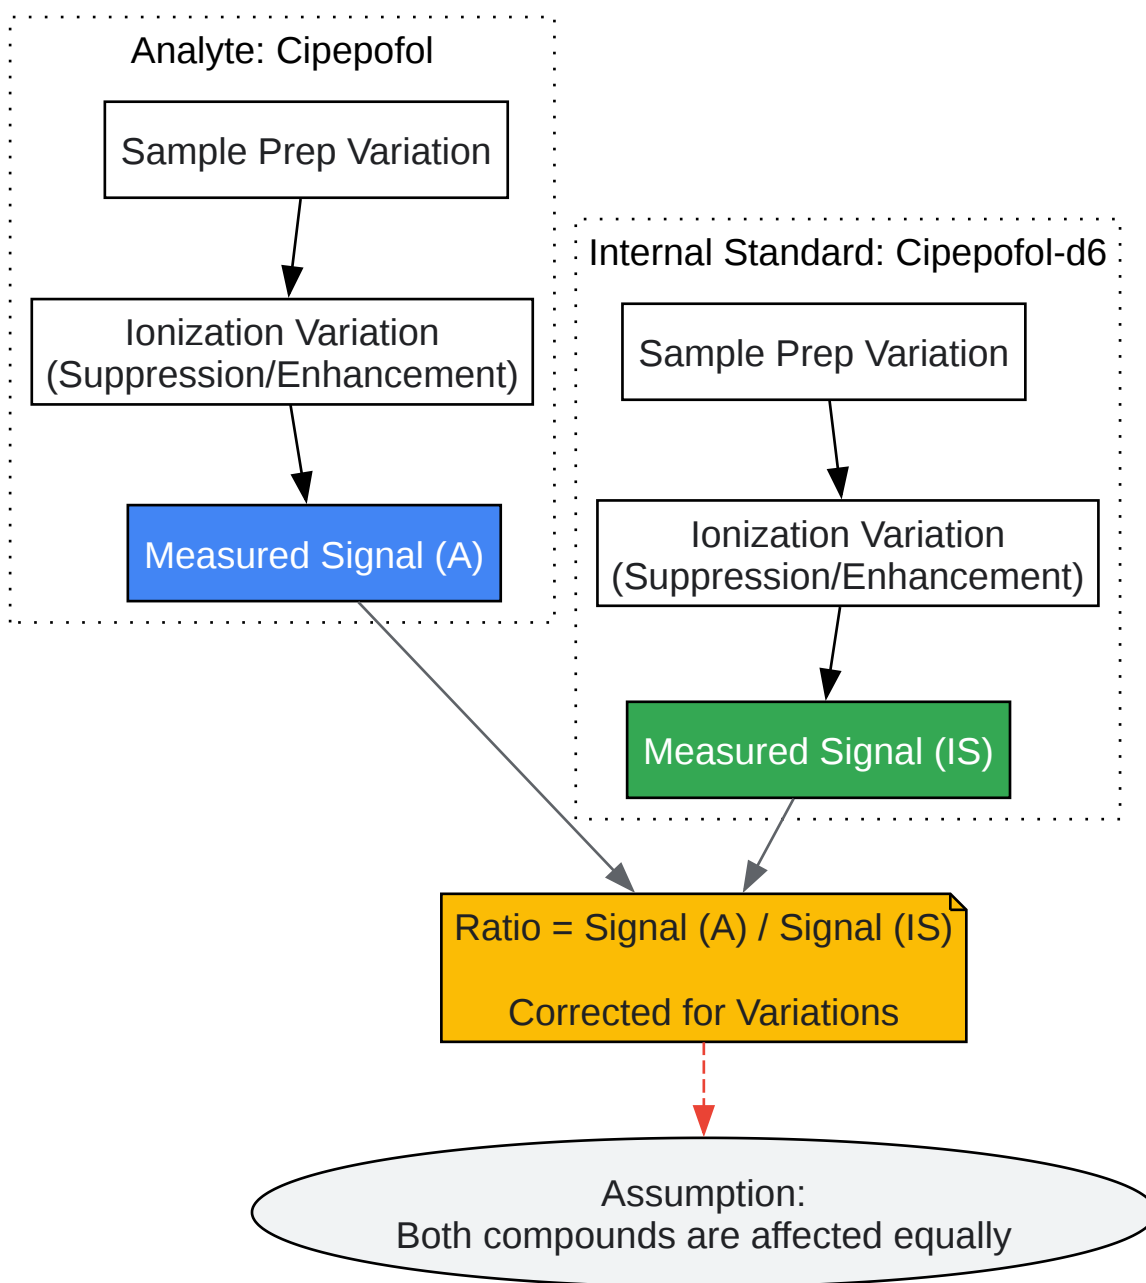 Analyte: Cipepofol
Sample Prep Variation
Ionization Variation
(Suppression/Enhancement)
Measured Signal (A)
Internal Standard: Cipepofol-d6
Sample Prep Variation
Ionization Variation
(Suppression/Enhancement)
Measured Signal (IS)
Ratio = Signal (A) / Signal (IS)
Corrected for Variations
Assumption:
Both compounds are affected equally